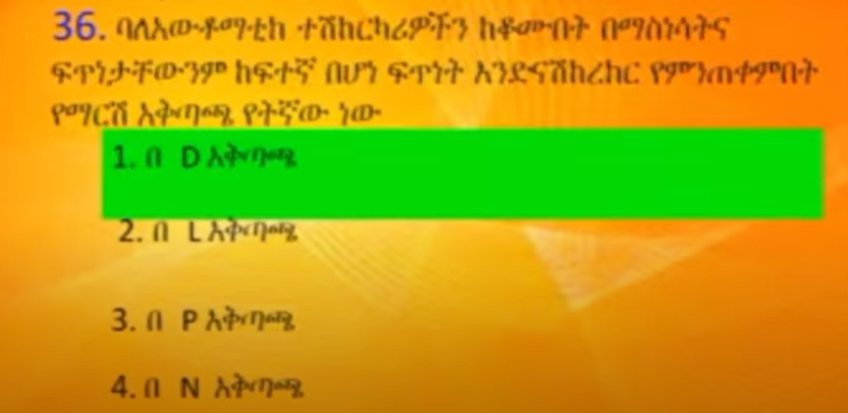 36. ባለአውቶማቲክ ተሽከርካሪዎችን ከቆሙበት በማስነሳትና
ፍጥነታቸውንም ከፍተኛ በሆነ ፍጥነት እንድናሽከረክር የምንጠቀምበት
የማርሽ አቅጣጫ የትኛው ነው
1. በ D አቅጣጫ
2. በ L አቅጣጫ
3. በ P አቅጣጫ
4. በ N አቅጣጫ